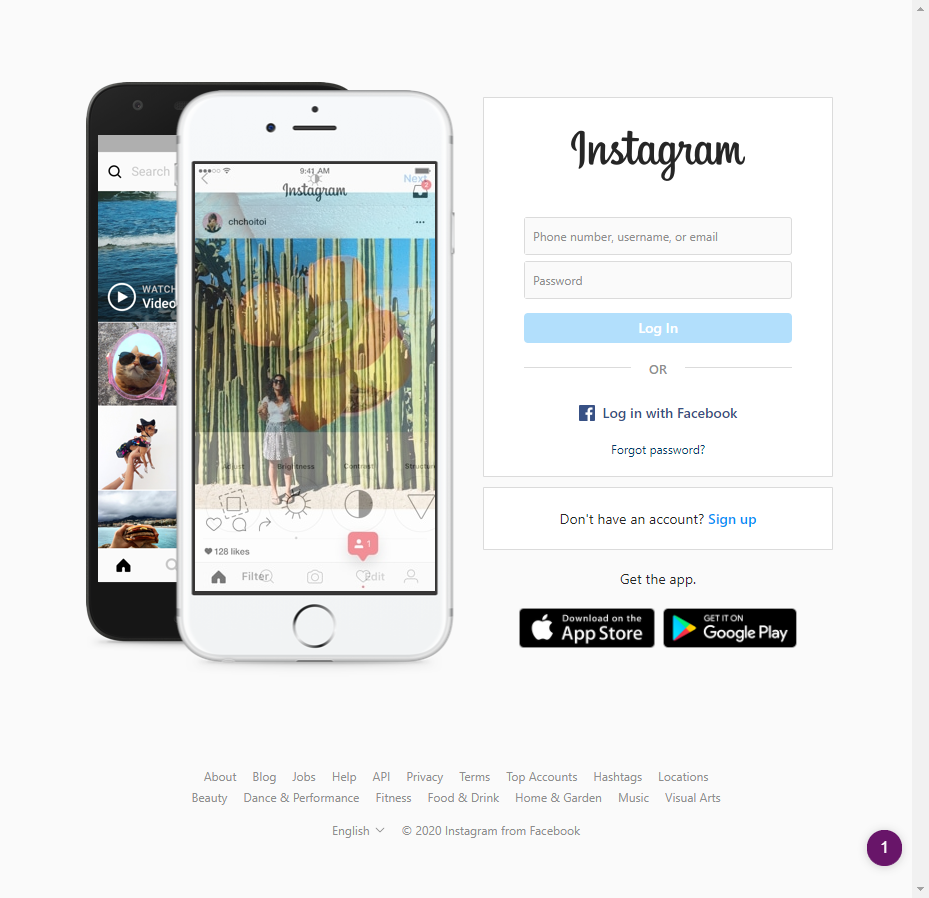 Search
WATCH
Video
9:41 AM
Next
2
Instagram
chchoitoi
Adjust
Brightness
Contrast
Structure
128 likes
1
Filter
Edit
Instagram
Phone number, username, or email
Password
Log In
OR
Log in with Facebook
Forgot password?
Don't have an account? Sign up
Get the app.
Download on the
App Store
GET IT ON
Google Play
About Blog Jobs Help API Privacy Terms Top Accounts Hashtags Locations
Beauty Dance & Performance Fitness Food & Drink Home & Garden Music Visual Arts
English © 2020 Instagram from Facebook
1